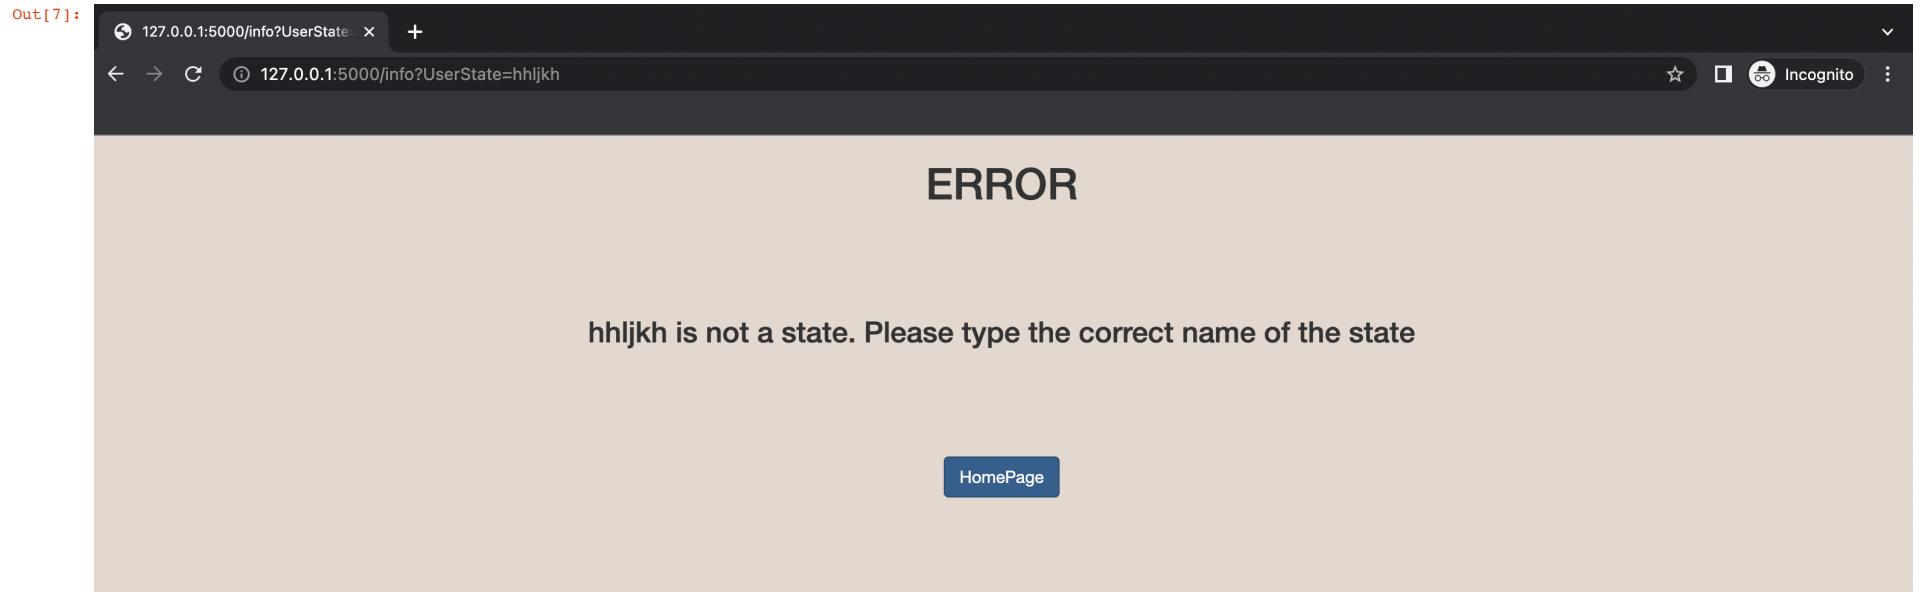 Out[7]:
127.0.0.1:5000/info?UserState=
127.0.0.1:5000/info?UserState=hhljkh
Incognito
ERROR
hhljkh is not a state. Please type the correct name of the state
HomePage